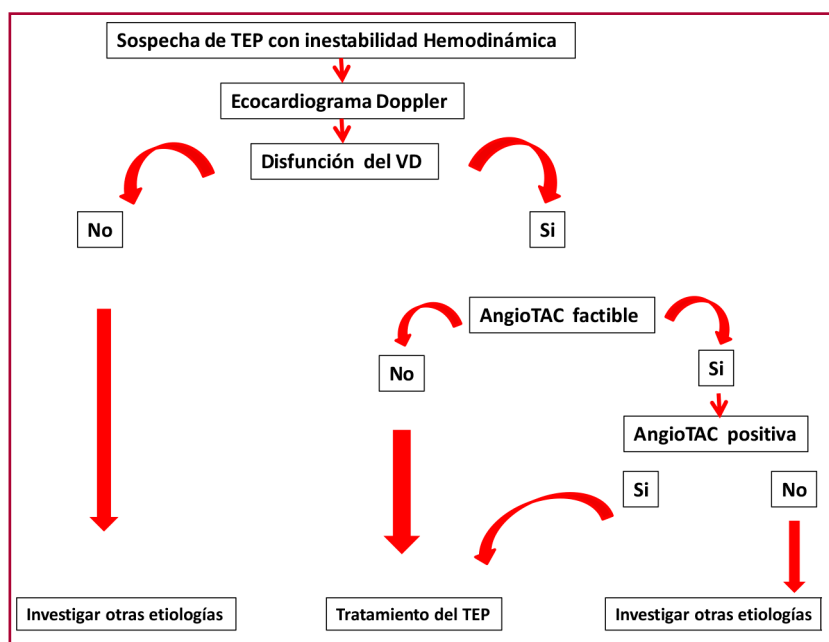 Sospecha de TEP con inestabilidad Hemodinámica
Ecocardiograma Doppler
Disfunción del VD
No
Si
AngioTAC factible
No
Si
AngioTAC positiva
Si
No
Investigar otras etiologías
Tratamiento del TEP
Investigar otras etiologías